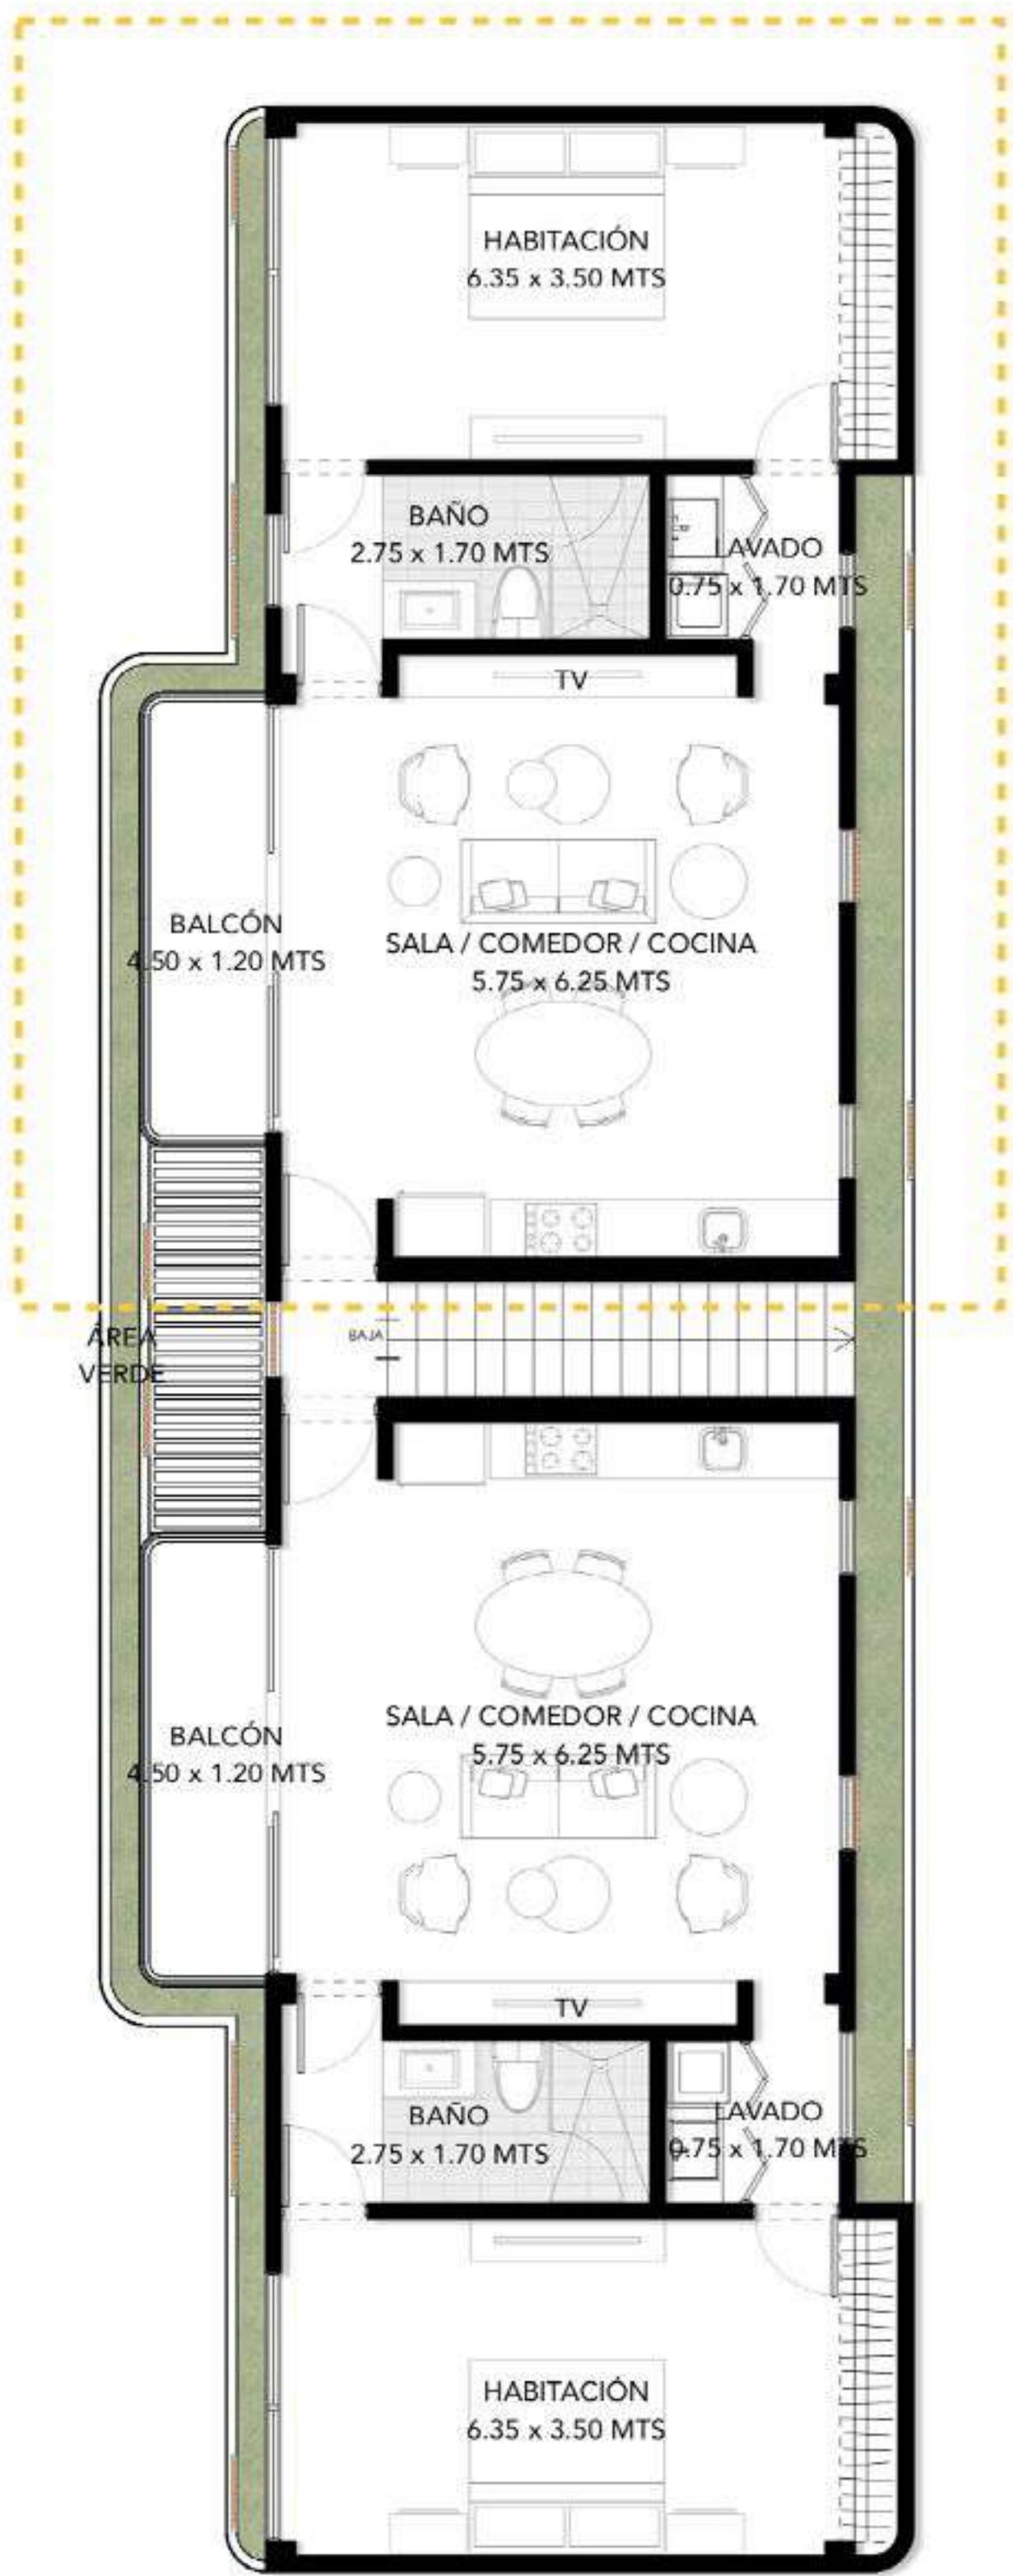 HABITACIÓN
6.35 x 3.50 MTS
BAÑO
2.75 x 1.70 MTS
LAVADO
0.75 x 1.70 MTS
TV
BALCÓN
4.50 x 1.20 MTS
SALA / COMEDOR / COCINA
5.75 x 6.25 MTS
ÁREA
VERDE
BAJA
SALA / COMEDOR / COCINA
5.75 x 6.25 MTS
BALCÓN
4.50 x 1.20 MTS
TV
BAÑO
2.75 x 1.70 MTS
LAVADO
0.75 x 1.70 MTS
HABITACIÓN
6.35 x 3.50 MTS